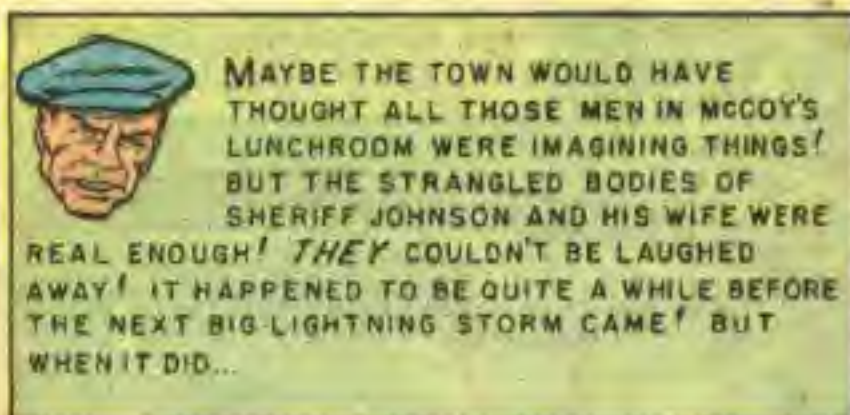 MAYBE THE TOWN WOULD HAVE
THOUGHT ALL THOSE MEN IN MCCOY'S
LUNCHROOM WERE IMAGINING THINGS!
BUT THE STRANGLED BODIES OF
SHERIFF JOHNSON AND HIS WIFE WERE
REAL ENOUGH! THEY COULDN'T BE LAUGHED
AWAY! IT HAPPENED TO BE QUITE A WHILE BEFORE
THE NEXT BIG LIGHTNING STORM CAME! BUT
WHEN IT DID...